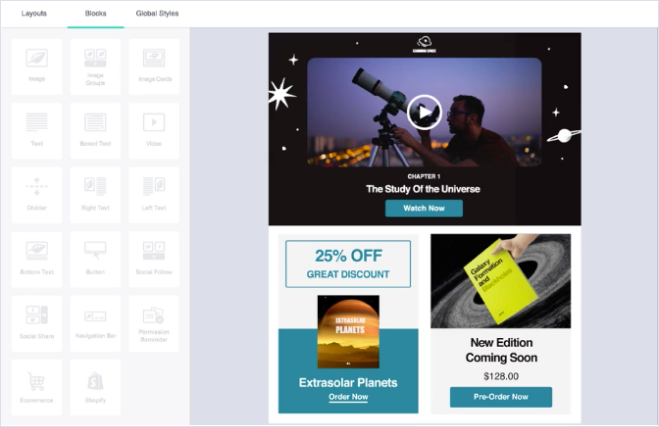 Layouts
Blocks
Global Styles
Image
Image
Groups
Image Cards
Text
Boxed Text
Video
Divider
Right Text
Left Text
Bottom Text
Button
Social Follow
Social Share
Navigation Bar
Permission
Reminder
Ecommerce
Shopify
CHAPTER 1
The Study Of the Universe
Watch Now
25% OFF
GREAT DISCOUNT
EXTRASOLAR
PLANETS
Extrasolar Planets
Order Now
Galaxy
Formation
and
Blackholes
New Edition
Coming Soon
$128.00
Pre-Order Now